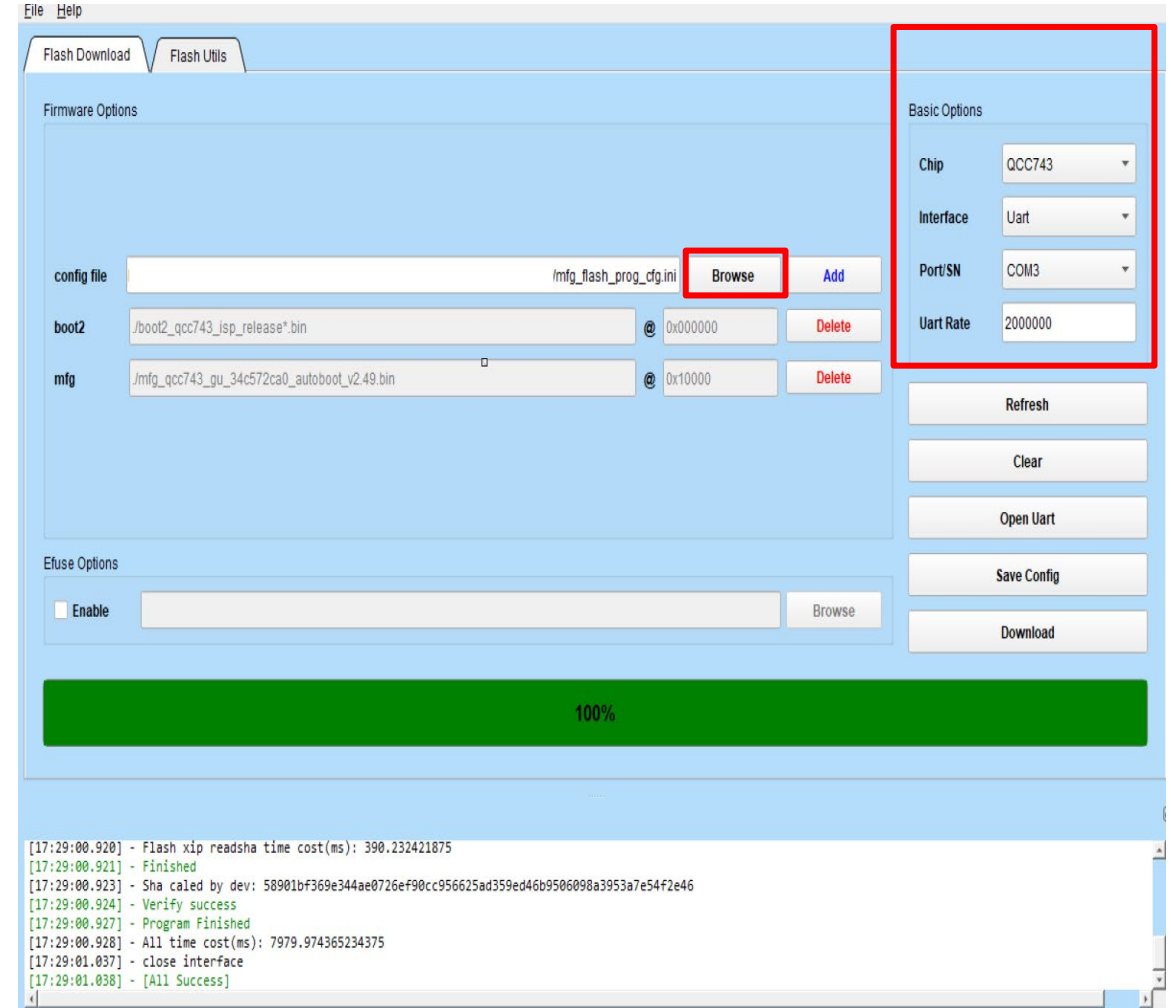 File Help
Flash Download Flash Utils
Firmware Options
Basic Options
Chip QCC743
Interface Uart
config file /mfg_flash_prog_cfg.ini Browse Add
Port/SN COM3
boot2 ./boot2_qcc743_isp_release*.bin @ 0x000000 Delete
Uart Rate 2000000
mfg ./mfg_qcc743_gu_34c572ca0_autoboot_v2.49.bin @ 0x10000 Delete
Refresh
Clear
Open Uart
Efuse Options
Save Config
Enable Browse
Download
100%
[17:29:00.920] - Flash xip readsha time cost(ms): 390.232421875
[17:29:00.921] - Finished
[17:29:00.923] - Sha caled by dev: 58901bf369e344ae0726ef90cc956625ad359ed46b9506098a3953a7e54f2e46
[17:29:00.924] - Verify success
[17:29:00.927] - Program Finished
[17:29:00.928] - All time cost(ms): 7979.974365234375
[17:29:01.037] - close interface
[17:29:01.038] - [All Success]